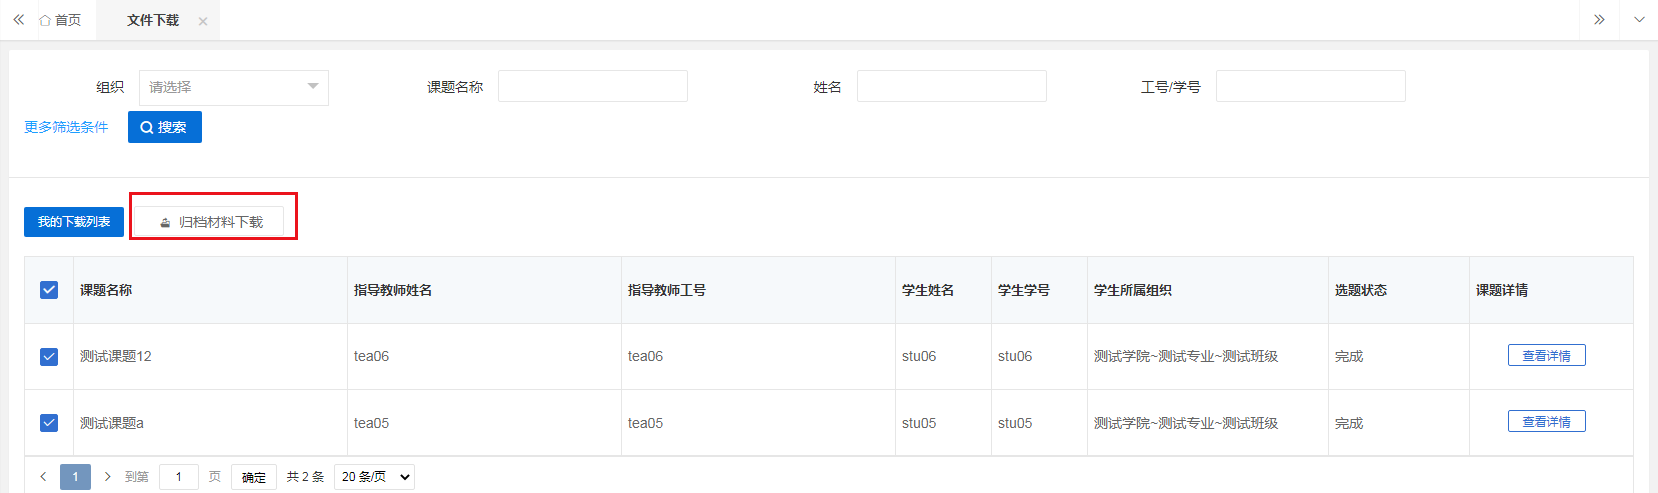 首页 文件下载
组织 请选择 课题名称 姓名 工号/学号
更多筛选条件 搜索
我的下载列表 归档材料下载
课题名称 指导教师姓名 指导教师工号 学生姓名 学生学号 学生所属组织 选题状态 课题详情
测试课题12 tea06 tea06 stu06 stu06 测试学院~测试专业~测试班级 完成 查看详情
测试课题a tea05 tea05 stu05 stu05 测试学院~测试专业~测试班级 完成 查看详情
1 到第 1 页 确定 共 2 条 20 条/页